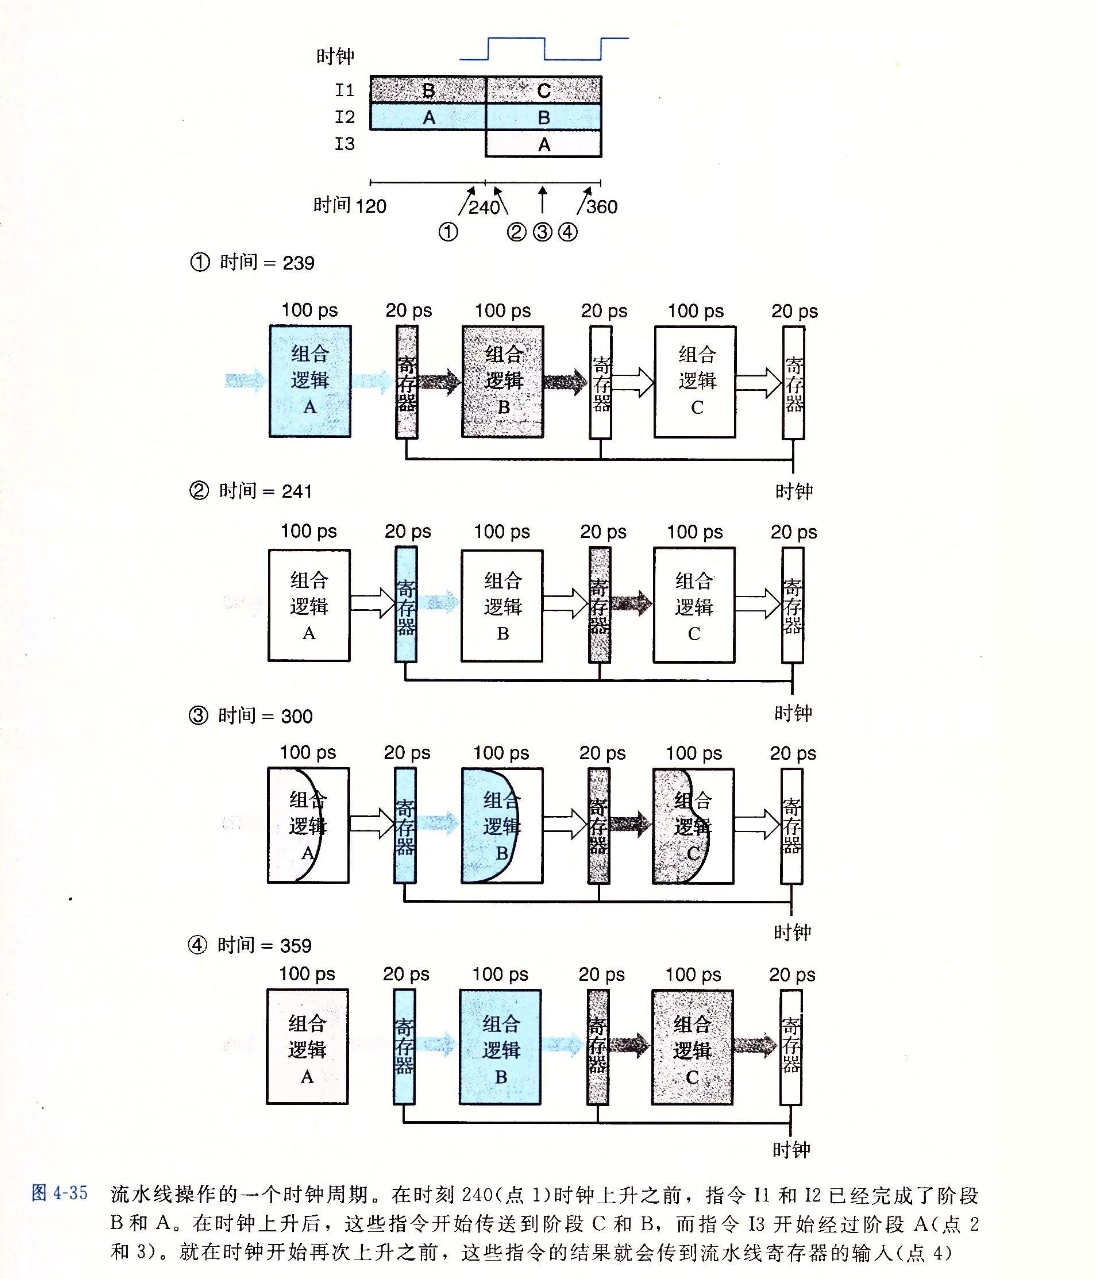 时钟
I1 B C
I2 A B
I3 A
时间 120 240 360
① ② ③ ④
① 时间 = 239
100 ps 20 ps 100 ps 20 ps 100 ps 20 ps
组合 寄存器 组合 寄存器 组合 寄存器
逻辑 逻辑 逻辑
A B C
时钟
② 时间 = 241
100 ps 20 ps 100 ps 20 ps 100 ps 20 ps
组合 寄存器 组合 寄存器 组合 寄存器
逻辑 逻辑 逻辑
A B C
时钟
③ 时间 = 300
100 ps 20 ps 100 ps 20 ps 100 ps 20 ps
组合 寄存器 组合 寄存器 组合 寄存器
逻辑 逻辑 逻辑
A B C
时钟
④ 时间 = 359
100 ps 20 ps 100 ps 20 ps 100 ps 20 ps
组合 寄存器 组合 寄存器 组合 寄存器
逻辑 逻辑 逻辑
A B C
时钟
图 4-35 流水线操作的一个时钟周期。在时刻 240(点 1)时钟上升之前，指令 I1 和 I2 已经完成了阶段
B 和 A。在时钟上升后，这些指令开始传送到阶段 C 和 B，而指令 I3 开始经过阶段 A(点 2
和 3)。就在时钟开始再次上升之前，这些指令的结果就会传到流水线寄存器的输入(点 4)